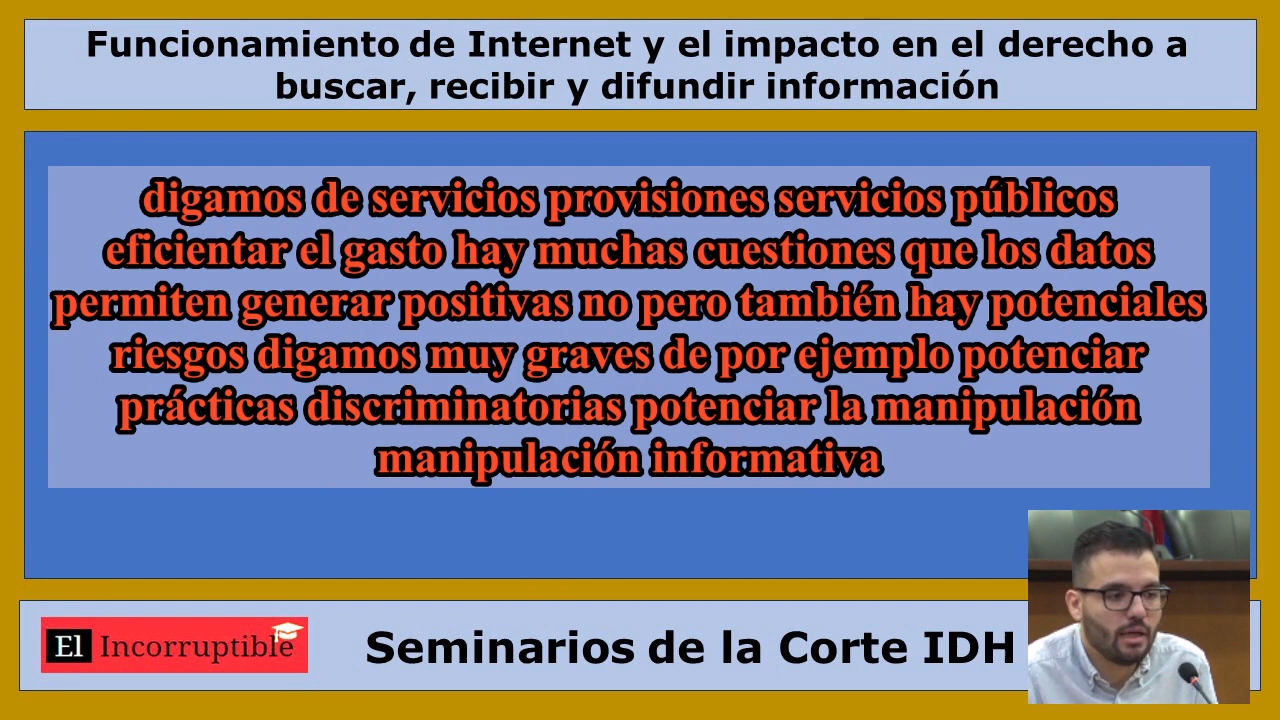 Funcionamiento de Internet y el impacto en el derecho a
buscar, recibir y difundir información
digamos de servicios provisiones servicios públicos
eficientar el gasto hay muchas cuestiones que los datos
permiten generar positivas no pero también hay potenciales
riesgos digamos muy graves de por ejemplo potenciar
prácticas discriminatorias potenciar la manipulación
manipulación informativa
El Incorruptible
Seminarios de la Corte IDH